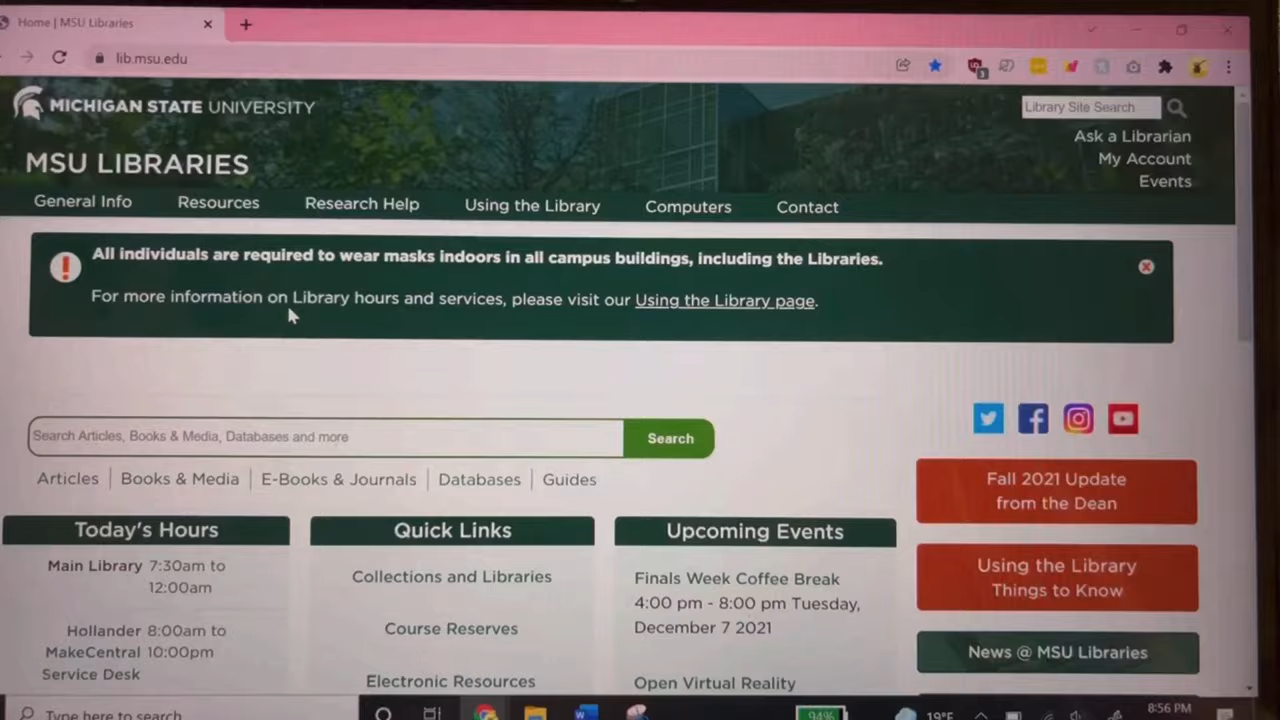 Home | MSU Libraries
lib.msu.edu
MICHIGAN STATE UNIVERSITY
Library Site Search
Ask a Librarian
My Account
Events
MSU LIBRARIES
General Info
Resources
Research Help
Using the Library
Computers
Contact
All individuals are required to wear masks indoors in all campus buildings, including the Libraries.
For more information on Library hours and services, please visit our Using the Library page.
Search Articles, Books & Media, Databases and more
Search
Articles
Books & Media
E-Books & Journals
Databases
Guides
Fall 2021 Update
from the Dean
Using the Library
Things to Know
News @ MSU Libraries
Today's Hours
Main Library 7:30am to
12:00am
Hollander 8:00am to
MakeCentral 10:00pm
Service Desk
Quick Links
Collections and Libraries
Course Reserves
Electronic Resources
Upcoming Events
Finals Week Coffee Break
4:00 pm - 8:00 pm Tuesday,
December 7 2021
Open Virtual Reality
Type here to search
94%
19°F
8:56 PM